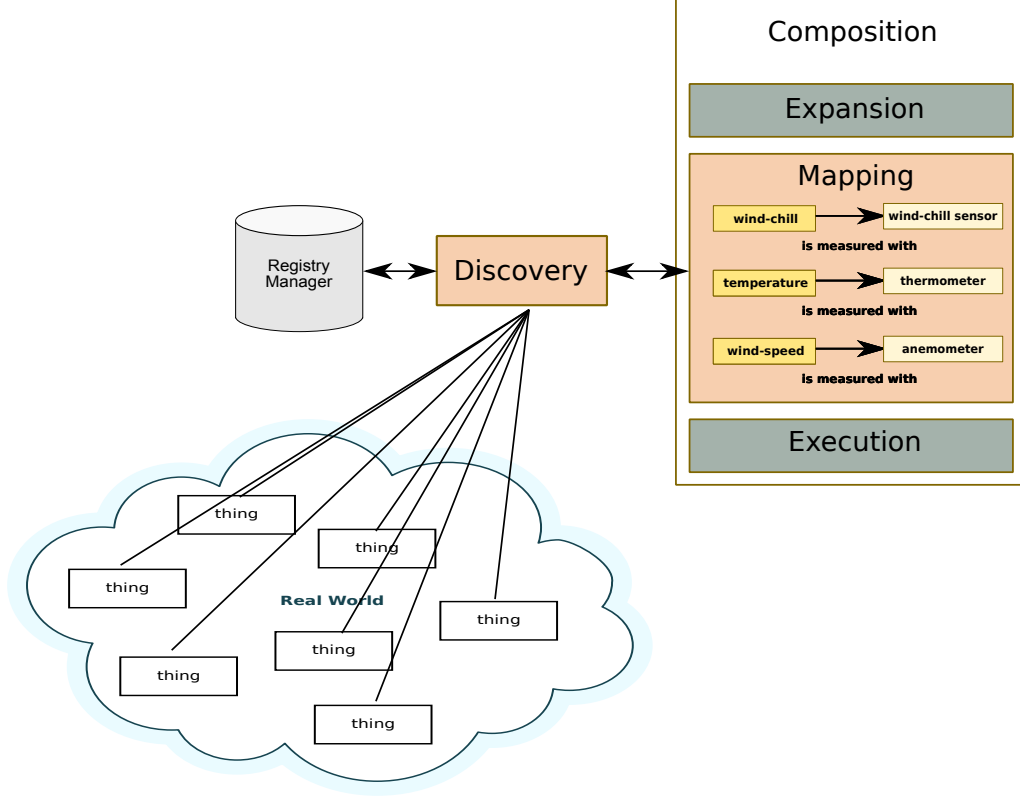 Composition
Expansion
Mapping
wind-chill
wind-chill sensor
is measured with
temperature
thermometer
is measured with
wind-speed
anemometer
is measured with
Execution
Registry
Manager
Discovery
thing
thing
thing
Real World
thing
thing
thing
thing